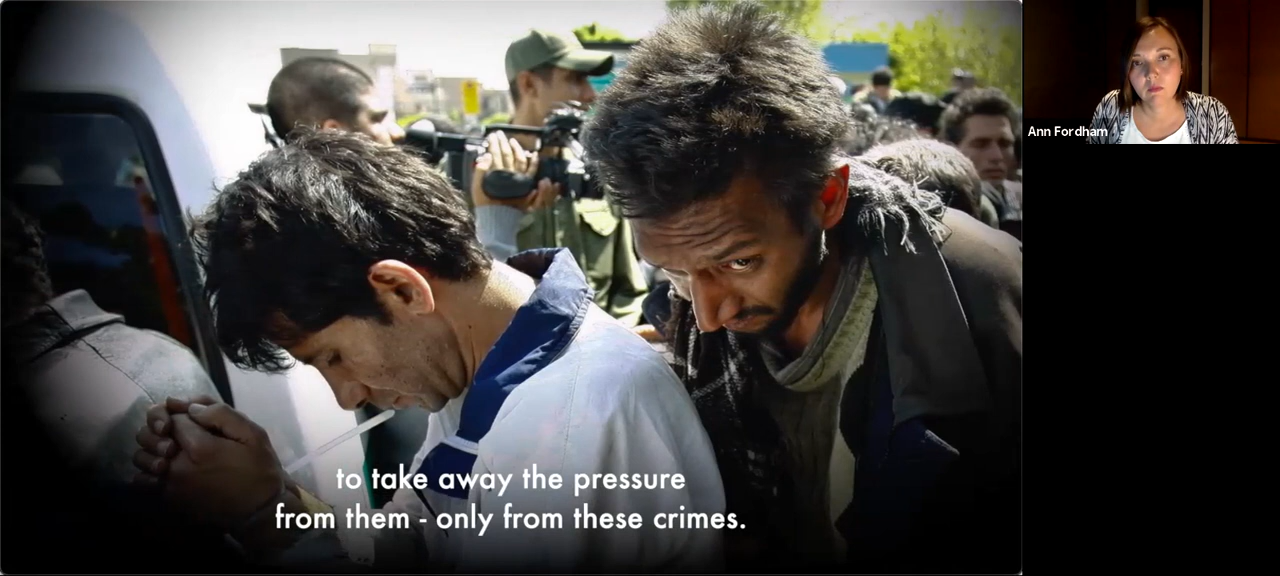 Ann Fordham
to take away the pressure
from them - only from these crimes.